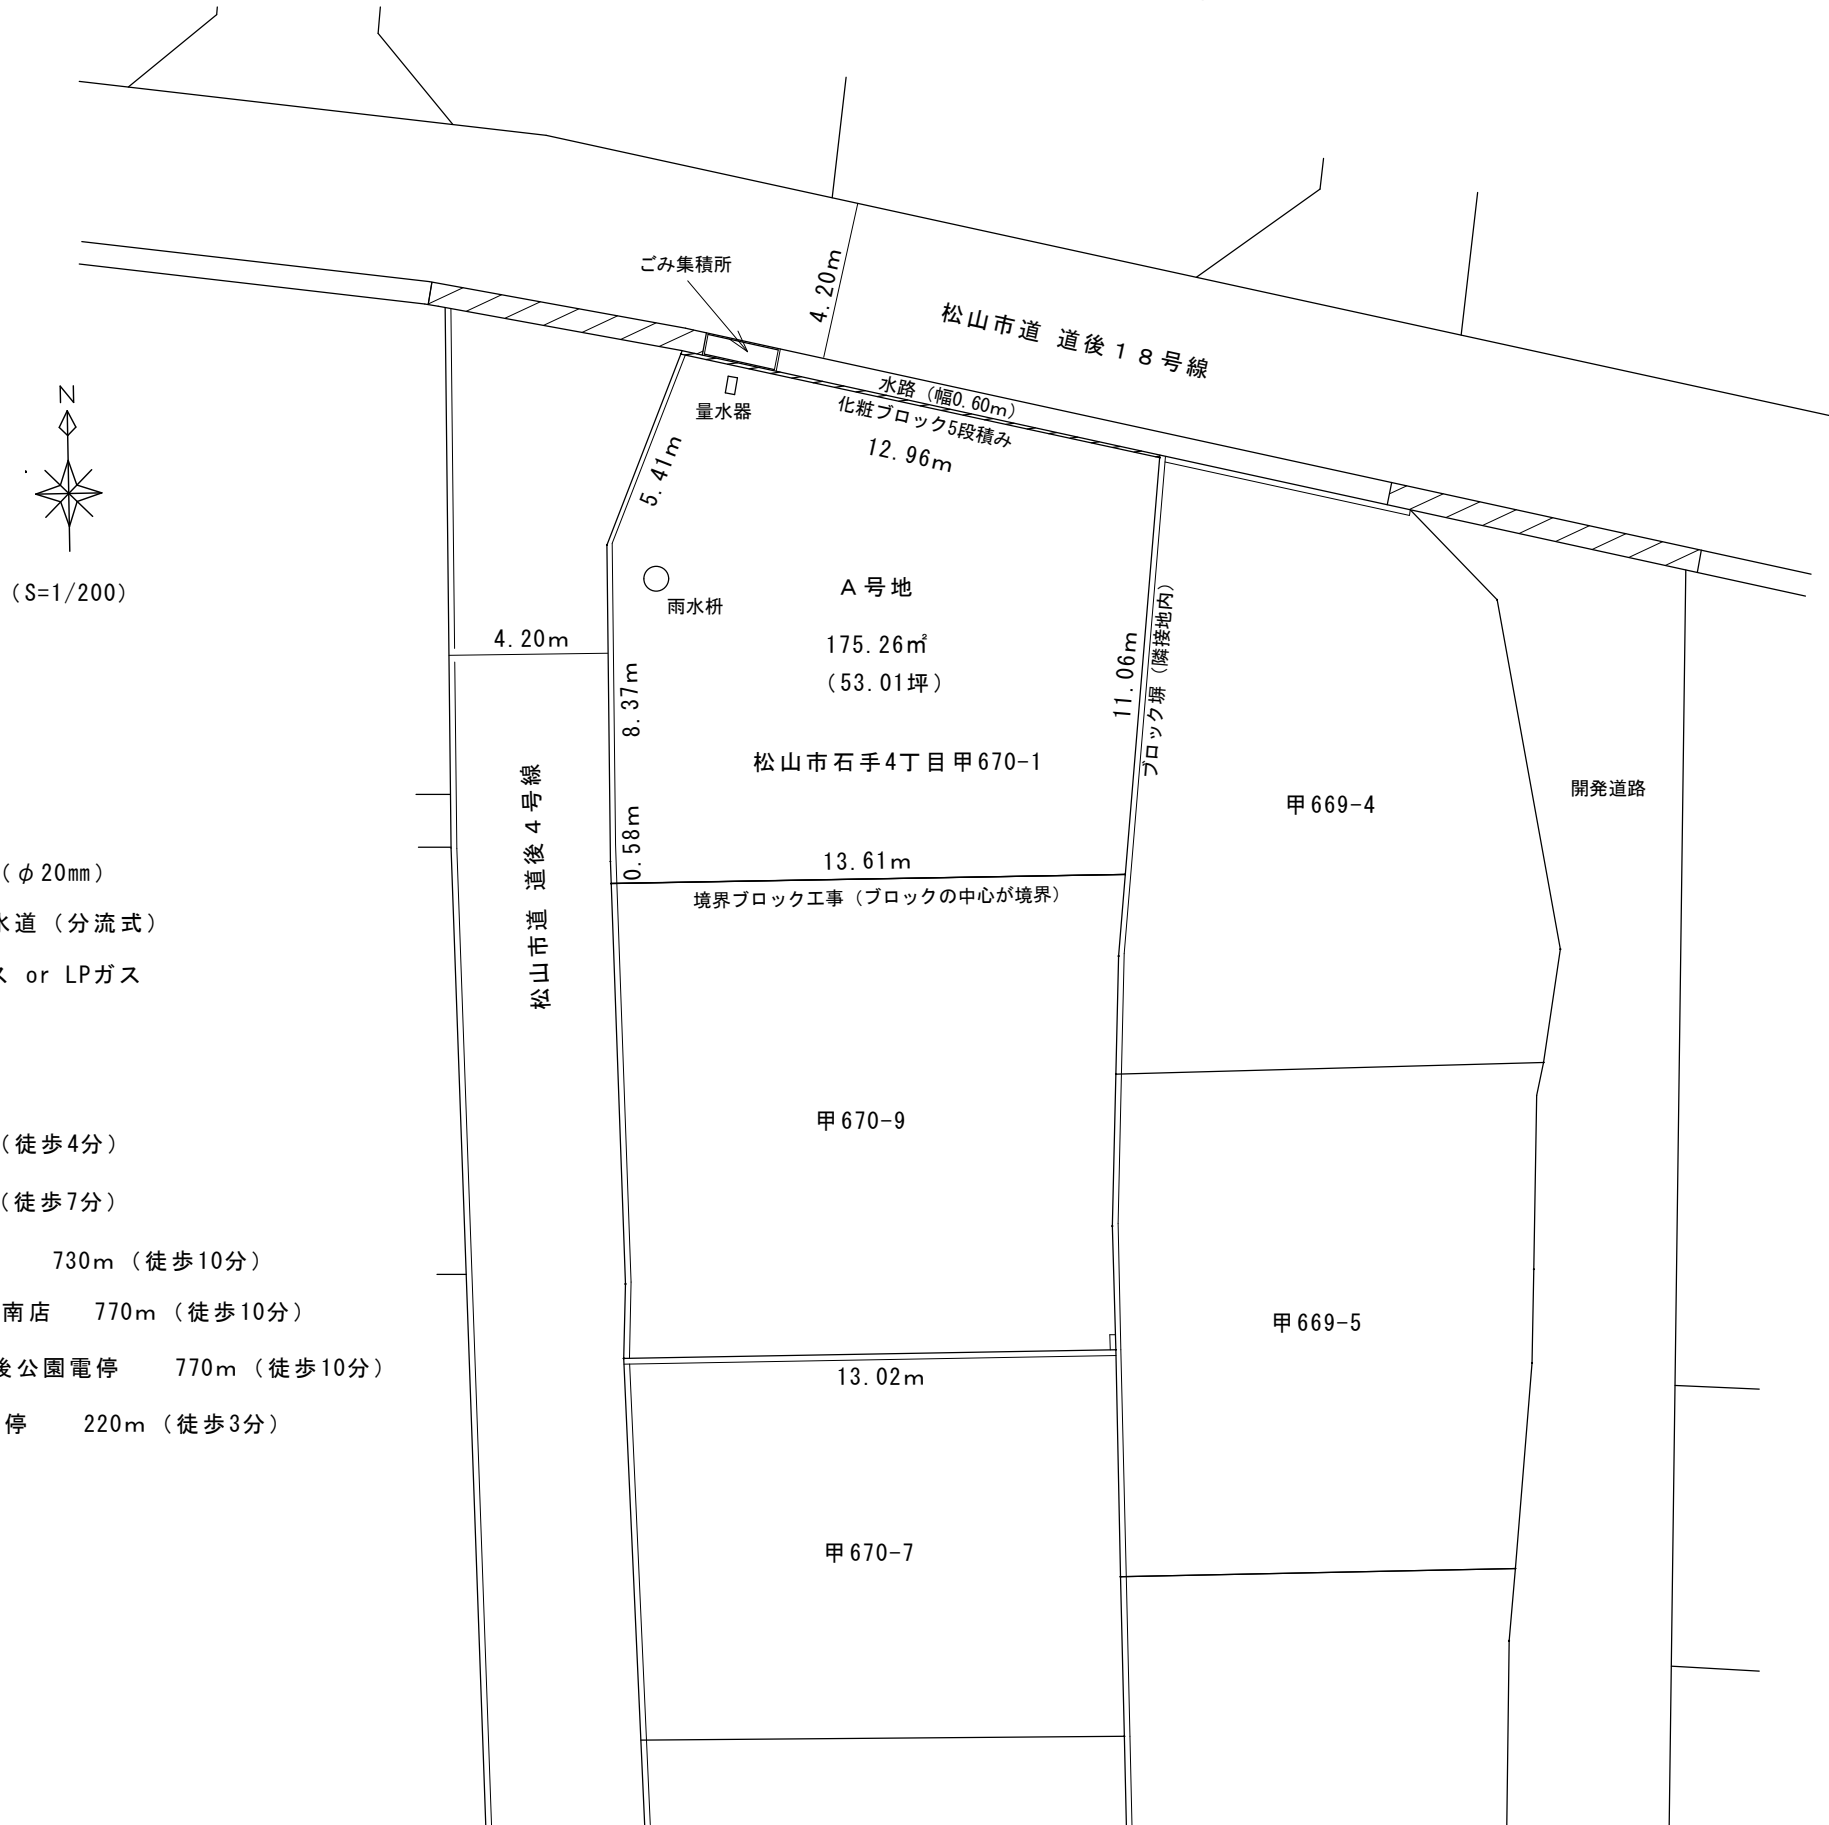 ごみ集積所
4.20m
松山市道 道後18号線
水路（幅0.60m）
化粧ブロック5段積み
12.96m
量水器
5.41m
N
（S=1/200）
雨水枡
A号地
175.26㎡
（53.01坪）
4.20m
8.37m
11.06m
ブロック塀（隣接地内）
松山市石手4丁目甲670-1
0.58m
13.61m
境界ブロック工事（ブロックの中心が境界）
松山市道 道後4号線
甲669-4
開発道路
（φ20㎜）
水道（分流式）
ス or LPガス
甲670-9
（徒歩4分）
（徒歩7分）
730m（徒歩10分）
南店 770m（徒歩10分）
後公園電停 770m（徒歩10分）
停 220m（徒歩3分）
13.02m
甲669-5
甲670-7